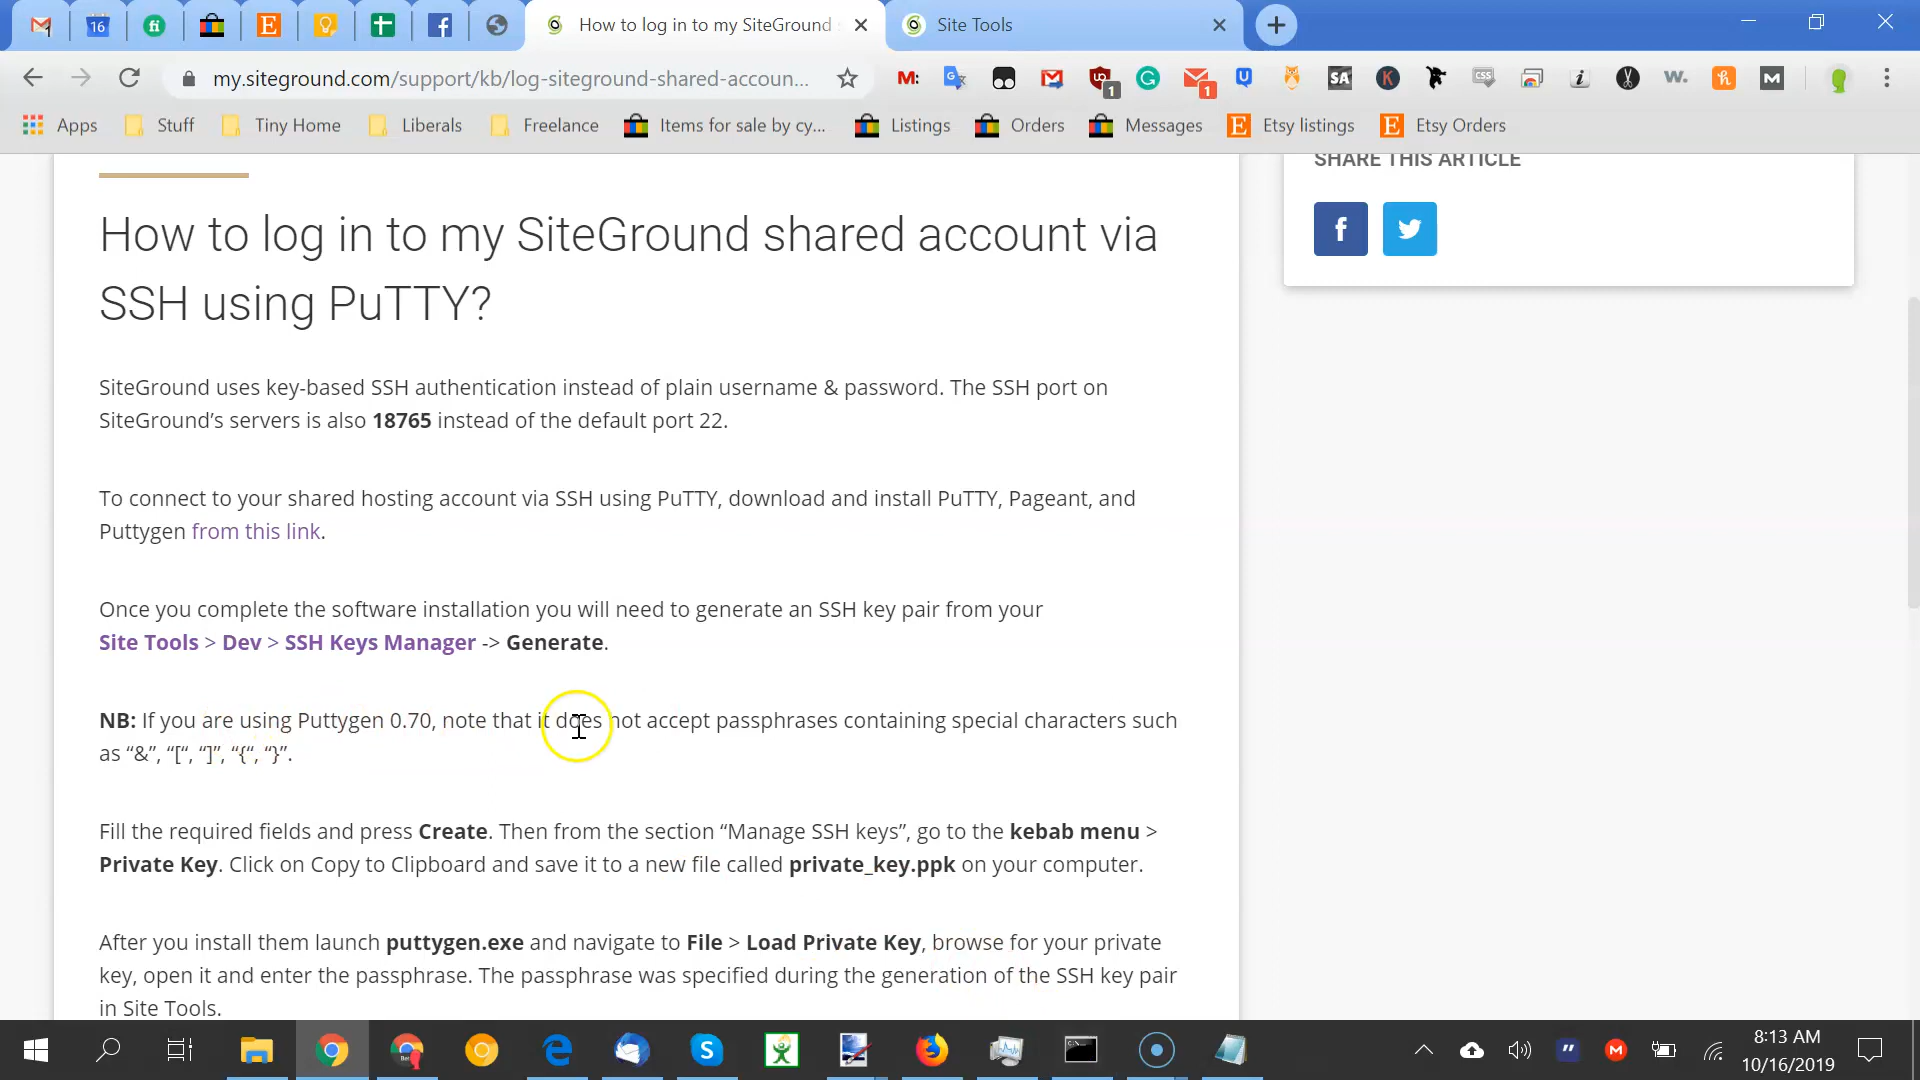 16
How to log in to my SiteGround s
Site Tools
my.siteground.com/support/kb/log-siteground-shared-accoun...
1
1
Apps
Stuff
Tiny Home
Liberals
Freelance
Items for sale by cy...
Listings
Orders
Messages
Etsy listings
Etsy Orders
SHARE THIS ARTICLE
How to log in to my SiteGround shared account via
SSH using PuTTY?
SiteGround uses key-based SSH authentication instead of plain username & password. The SSH port on
SiteGround’s servers is also 18765 instead of the default port 22.
To connect to your shared hosting account via SSH using PuTTY, download and install PuTTY, Pageant, and
Puttygen from this link.
Once you complete the software installation you will need to generate an SSH key pair from your
Site Tools > Dev > SSH Keys Manager -> Generate.
NB: If you are using Puttygen 0.70, note that it does not accept passphrases containing special characters such
as “&”, “[“, “]”, “{“, “}”.
Fill the required fields and press Create. Then from the section “Manage SSH keys”, go to the kebab menu >
Private Key. Click on Copy to Clipboard and save it to a new file called private_key.ppk on your computer.
After you install them launch puttygen.exe and navigate to File > Load Private Key, browse for your private
key, open it and enter the passphrase. The passphrase was specified during the generation of the SSH key pair
in Site Tools.
8:13 AM
10/16/2019